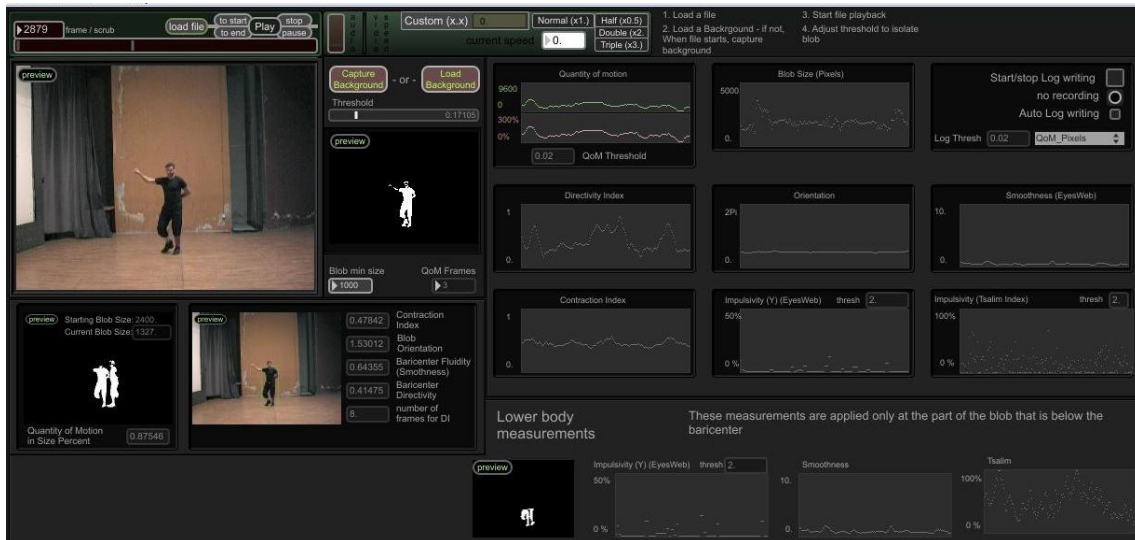 2879
frame / scrub
load file
to start
to end
Play
stop
pause
audio
Custom (x.x)
0.
current speed
0.
Normal (x1.)
Half (x0.5)
Double (x2.
Triple (x3.)
1. Load a file
2. Load a Backrgound - if not,
When file starts, capture
background
3. Start file playback
4. Adjust threshold to isolate
blob
preview
Capture
Background
- or -
Load
Background
Threshold
0.17105
preview
Blob min size
1000
QoM Frames
3
Quantity of motion
9600
0
300%
0%
0.02
QoM Threshold
Blob Size (Pixels)
5000
0.
Start/stop Log writing
no recording
Auto Log writing
Log Thresh
0.02
QoM_Pixels
Directivity Index
1
0.
Orientation
2PI
0.
Smoothness (EyesWeb)
10.
0.
Contraction Index
1
0.
Impulsivity (Y) (EyesWeb)
thresh
2.
50%
0 %
Impulsivity (Tsalim Index)
thresh
2.
100%
0 %
preview
Starting Blob Size:
2400.
Current Blob Size:
1327.
Quantity of Motion
in Size Percent
0.87546
preview
0.47842
Contraction
Index
1.53012
Blob
Orientation
0.64355
Baricenter Fluidity
(Smothness)
0.41475
Baricenter
Directivity
8.
number of
frames for DI
Lower body
measurements
These measurements are applied only at the part of the blob that is below the
baricenter
preview
Impulsivity (Y) (EyesWeb)
thresh
2.
50%
0 %
Smoothness
10.
0.
Tsalim
100%
0 %